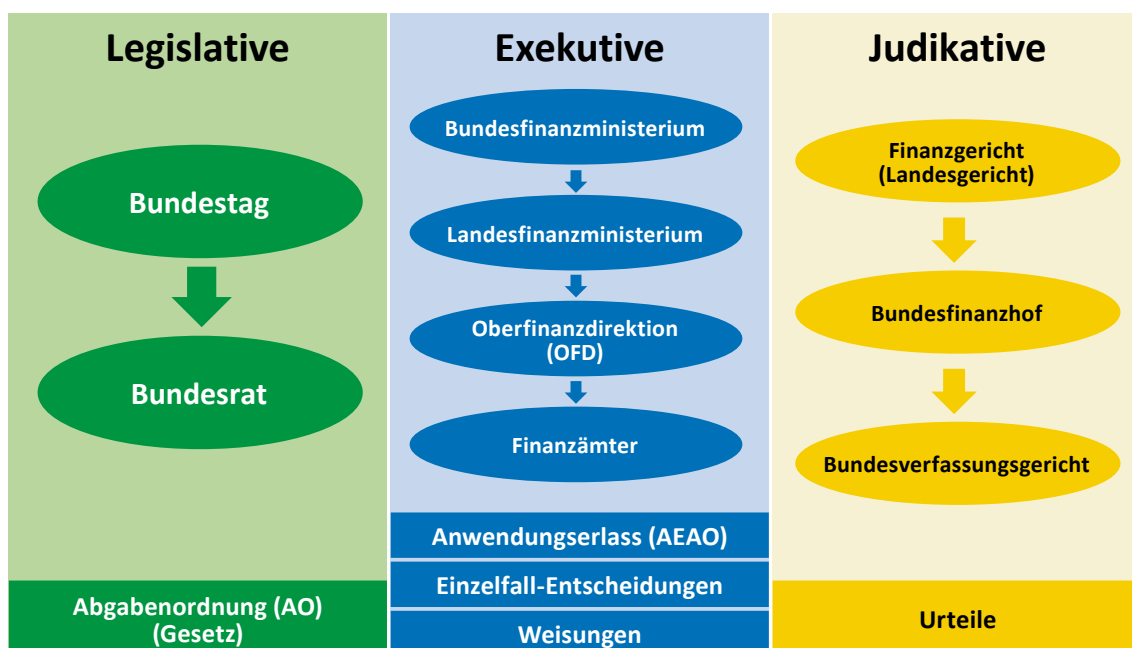 Legislative
Bundestag
Bundesrat
Abgabenordnung (AO)
(Gesetz)
Exekutive
Bundesfinanzministerium
Landesfinanzministerium
Oberfinanzdirektion
(OFD)
Finanzämter
Anwendungserlass (AEAO)
Einzelfall-Entscheidungen
Weisungen
Judikative
Finanzgericht
(Landesgericht)
Bundesfinanzhof
Bundesverfassungsgericht
Urteile